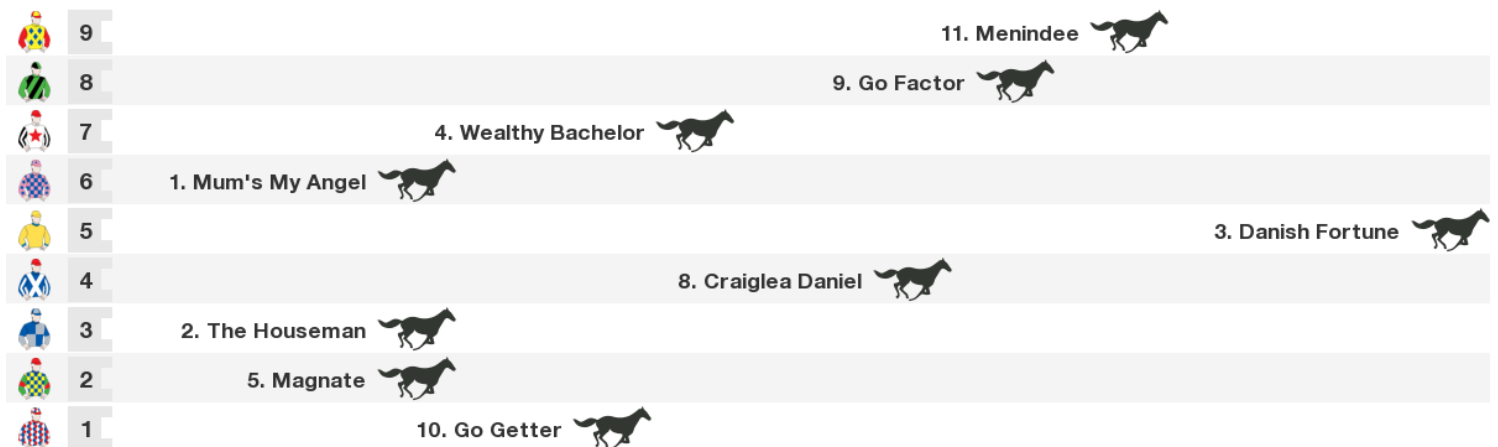 9 11. Menindee
8 9. Go Factor
7 4. Wealthy Bachelor
6 1. Mum's My Angel
5 3. Danish Fortune
4 8. Craiglea Daniel
3 2. The Houseman
2 5. Magnate
1 10. Go Getter